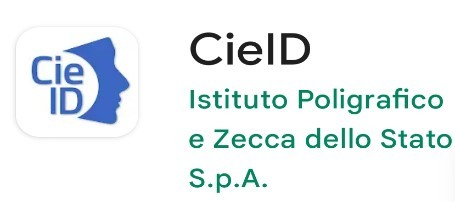 Cie
ID
CieID
Istituto Poligrafico
e Zecca dello Stato
S.p.A.